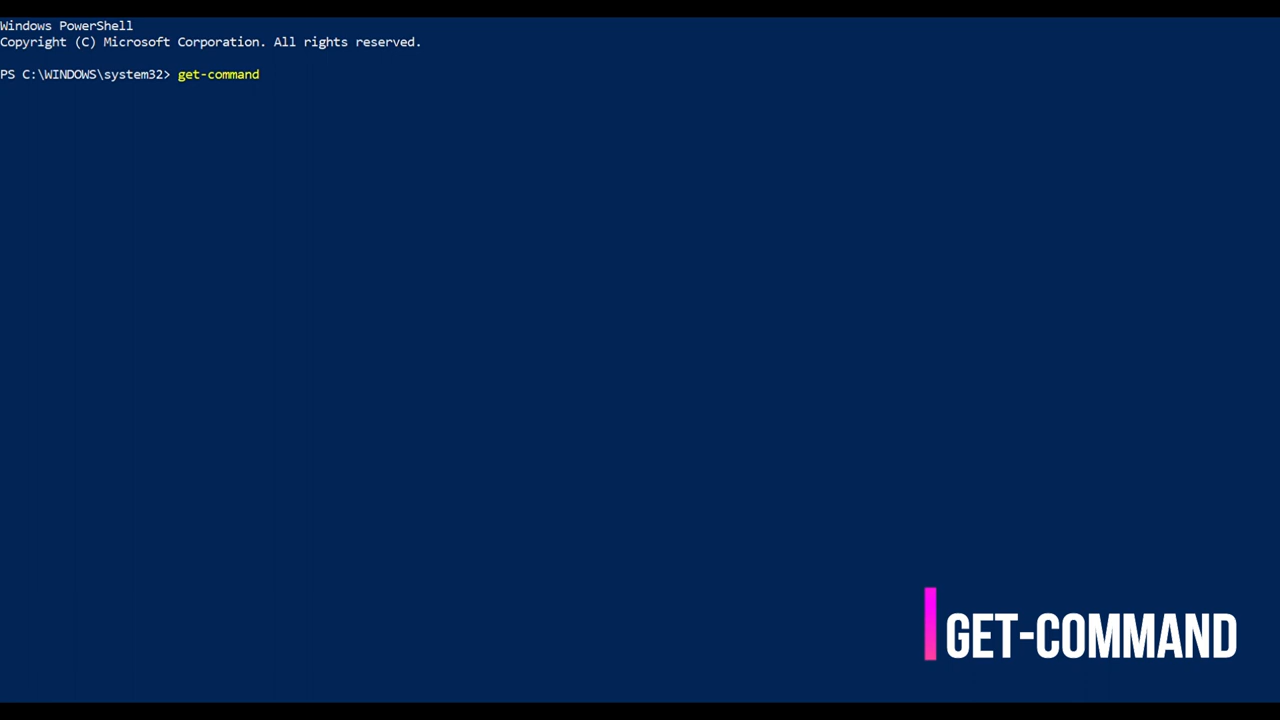 Windows PowerShell
Copyright (C) Microsoft Corporation. All rights reserved.
PS C:\WINDOWS\system32> get-command
GET-COMMAND